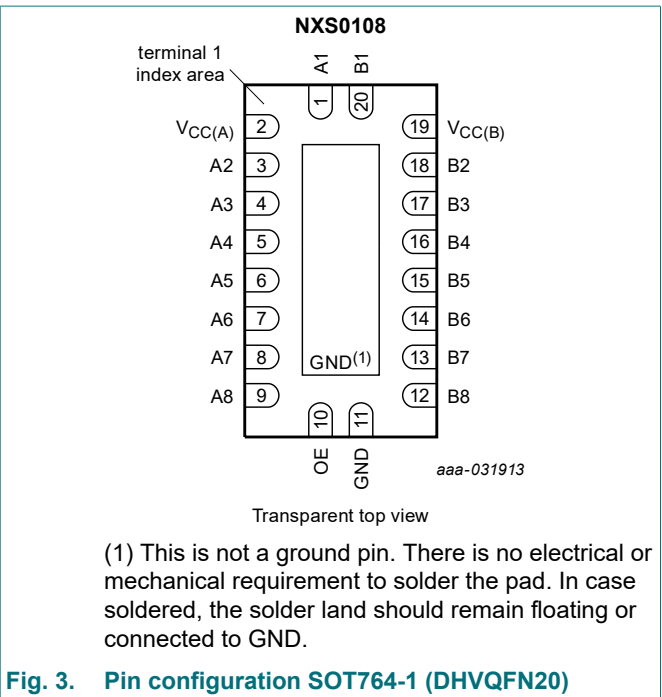 NXS0108
terminal 1
index area
A1
B1
1
20
VCC(A) 2
19 VCC(B)
A2 3
18 B2
A3 4
17 B3
A4 5
16 B4
A5 6
15 B5
A6 7
14 B6
A7 8
GND(1)
13 B7
A8 9
12 B8
10
11
OE
GND
aaa-031913
Transparent top view
(1) This is not a ground pin. There is no electrical or
mechanical requirement to solder the pad. In case
soldered, the solder land should remain floating or
connected to GND.
Fig. 3. Pin configuration SOT764-1 (DHVQFN20)